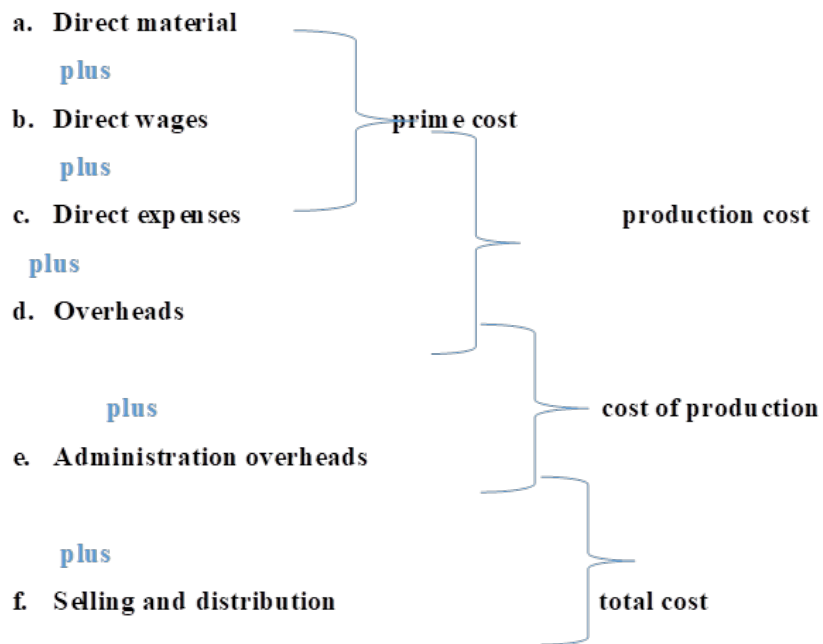 a. Direct material
plus
b. Direct wages prime cost
plus
c. Direct expenses production cost
plus
d. Overheads
plus cost of production
e. Administration overheads
plus
f. Selling and distribution total cost